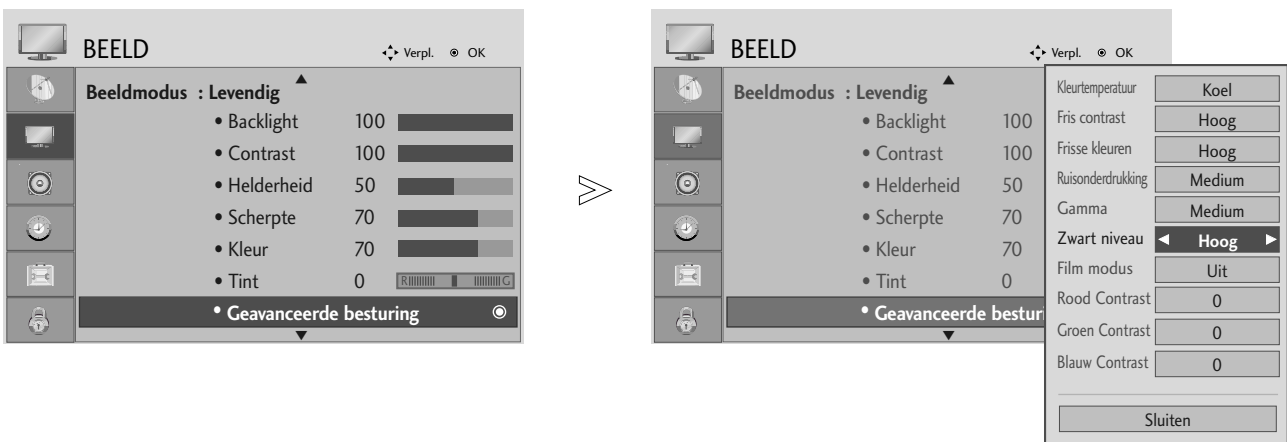 BEELD
Verpl. OK
Beeldmodus : Levendig
• Backlight 100
• Contrast 100
• Helderheid 50
• Scherpte 70
• Kleur 70
• Tint 0 R G
• Geavanceerde besturing
BEELD
Verpl. OK
Beeldmodus : Levendig
• Backlight 100
• Contrast 100
• Helderheid 50
• Scherpte 70
• Kleur 70
• Tint 0
• Geavanceerde bestur
Kleurtemperatuur Koel
Fris contrast Hoog
Frisse kleuren Hoog
Ruisonderdrukking Medium
Gamma Medium
Zwart niveau Hoog
Film modus Uit
Rood Contrast 0
Groen Contrast 0
Blauw Contrast 0
Sluiten